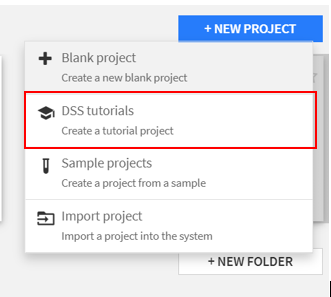 + NEW PROJECT
Blank project
Create a new blank project
DSS tutorials
Create a tutorial project
Sample projects
Create a project from a sample
Import project
Import a project into the system
+ NEW FOLDER